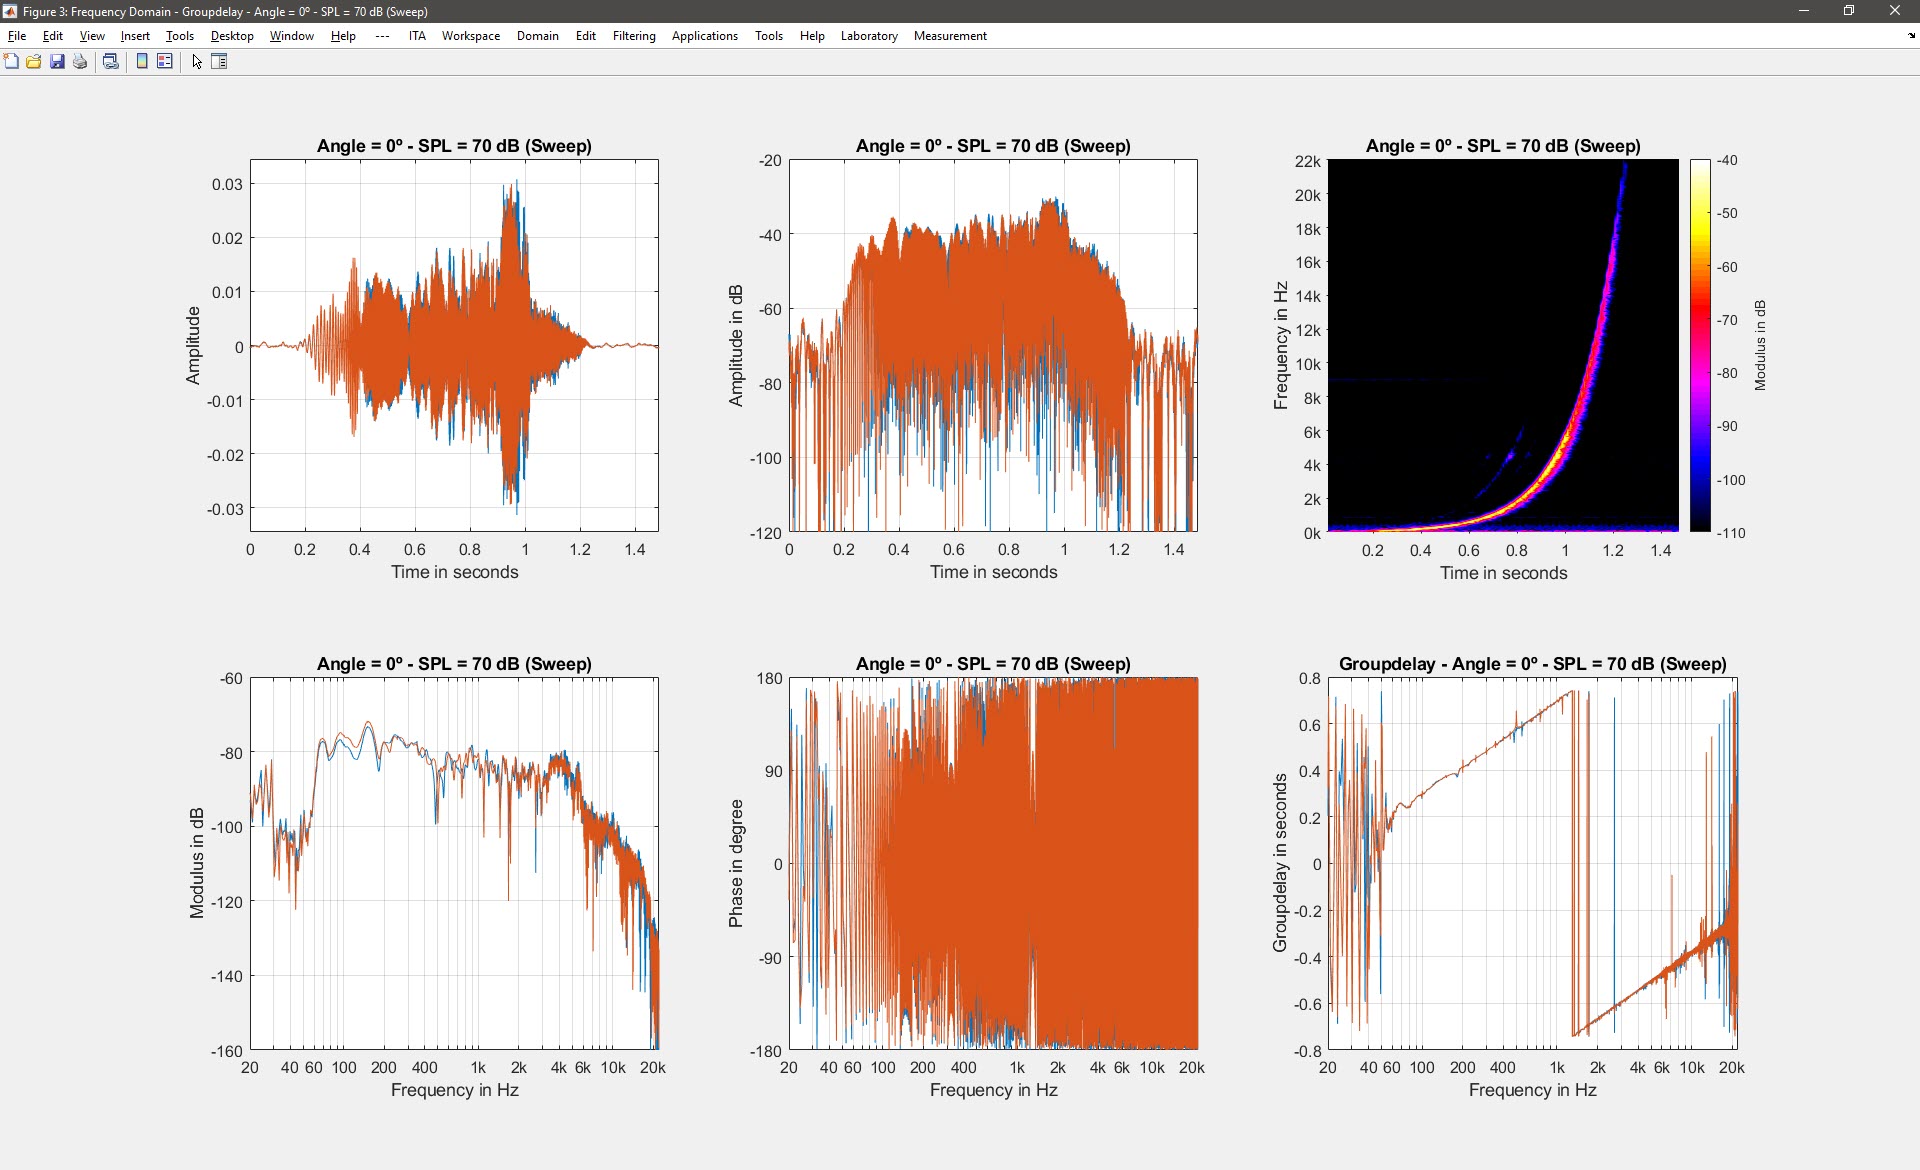 Figure 3: Frequency Domain - Groupdelay - Angle = 0º - SPL = 70 dB (Sweep)
File Edit View Insert Tools Desktop Window Help --- ITA Workspace Domain Edit Filtering Applications Tools Help Laboratory Measurement
Angle = 0º - SPL = 70 dB (Sweep)
0.03
0.02
0.01
0
-0.01
-0.02
-0.03
Amplitude
0 0.2 0.4 0.6 0.8 1 1.2 1.4
Time in seconds
Angle = 0º - SPL = 70 dB (Sweep)
-20
-40
-60
-80
-100
-120
Amplitude in dB
0 0.2 0.4 0.6 0.8 1 1.2 1.4
Time in seconds
Angle = 0º - SPL = 70 dB (Sweep)
22k
20k
18k
16k
14k
12k
10k
8k
6k
4k
2k
0k
Frequency in Hz
0.2 0.4 0.6 0.8 1 1.2 1.4
Time in seconds
-40
-50
-60
-70
-80
-90
-100
-110
Modulus in dB
Angle = 0º - SPL = 70 dB (Sweep)
-60
-80
-100
-120
-140
-160
Modulus in dB
20 40 60 100 200 400 1k 2k 4k 6k 10k 20k
Frequency in Hz
Angle = 0º - SPL = 70 dB (Sweep)
180
90
0
-90
-180
Phase in degree
20 40 60 100 200 400 1k 2k 4k 6k 10k 20k
Frequency in Hz
Groupdelay - Angle = 0º - SPL = 70 dB (Sweep)
0.8
0.6
0.4
0.2
0
-0.2
-0.4
-0.6
-0.8
Groupdelay in seconds
20 40 60 100 200 400 1k 2k 4k 6k 10k 20k
Frequency in Hz